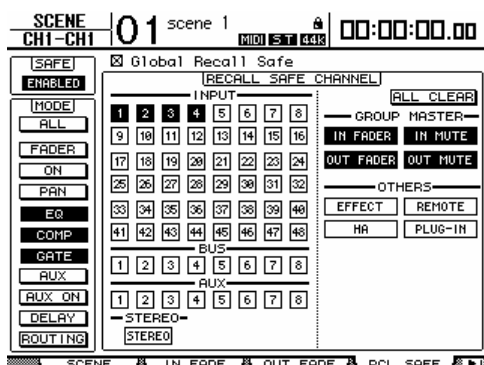 SCENE
CH1-CH1
01 scene 1
MIDI ST 44k
00:00:00.00
SAFE
ENABLED
MODE
ALL
FADER
ON
PAN
EQ
COMP
GATE
AUX
AUX ON
DELAY
ROUTING
Global Recall Safe
RECALL SAFE CHANNEL
INPUT
1 2 3 4 5 6 7 8
9 10 11 12 13 14 15 16
17 18 19 20 21 22 23 24
25 26 27 28 29 30 31 32
33 34 35 36 37 38 39 40
41 42 43 44 45 46 47 48
BUS
1 2 3 4 5 6 7 8
AUX
1 2 3 4 5 6 7 8
STEREO
STEREO
ALL CLEAR
GROUP MASTER
IN FADER IN MUTE
OUT FADER OUT MUTE
OTHERS
EFFECT REMOTE
HA PLUG-IN
SCENE IN FADE OUT FADE RCL SAFE